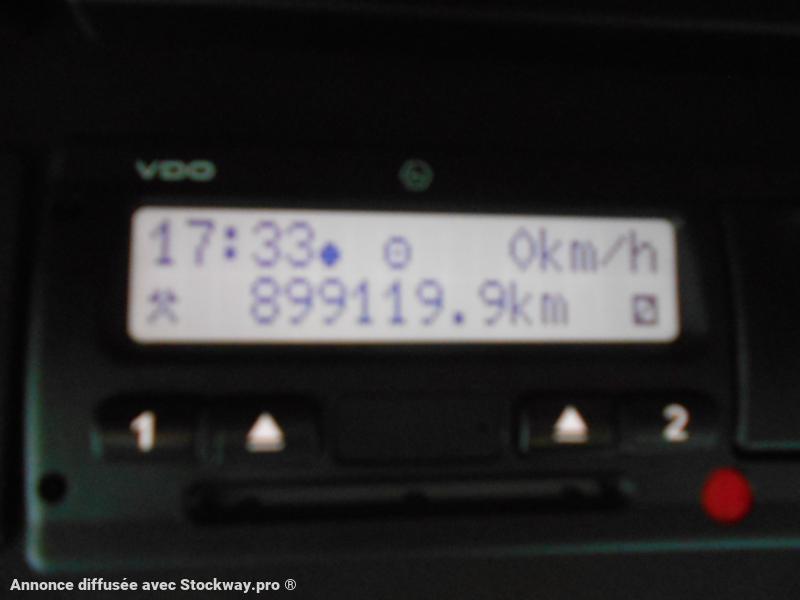 VDO
17:33 0km/h
899119.9km
1 2
Annonce diffusée avec Stockway.pro ®